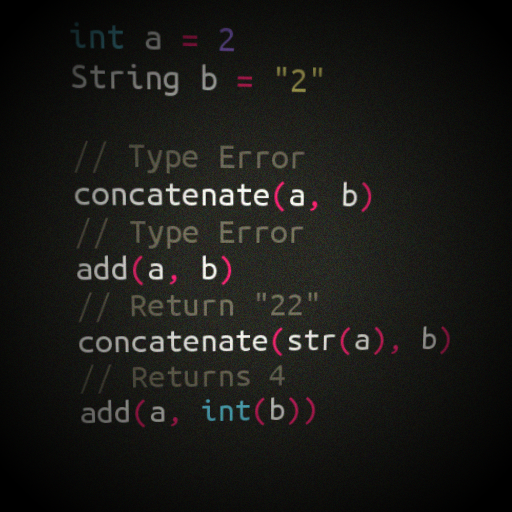 int a = 2
String b = "2"
// Type Error
concatenate(a, b)
// Type Error
add(a, b)
// Return "22"
concatenate(str(a), b)
// Returns 4
add(a, int(b))